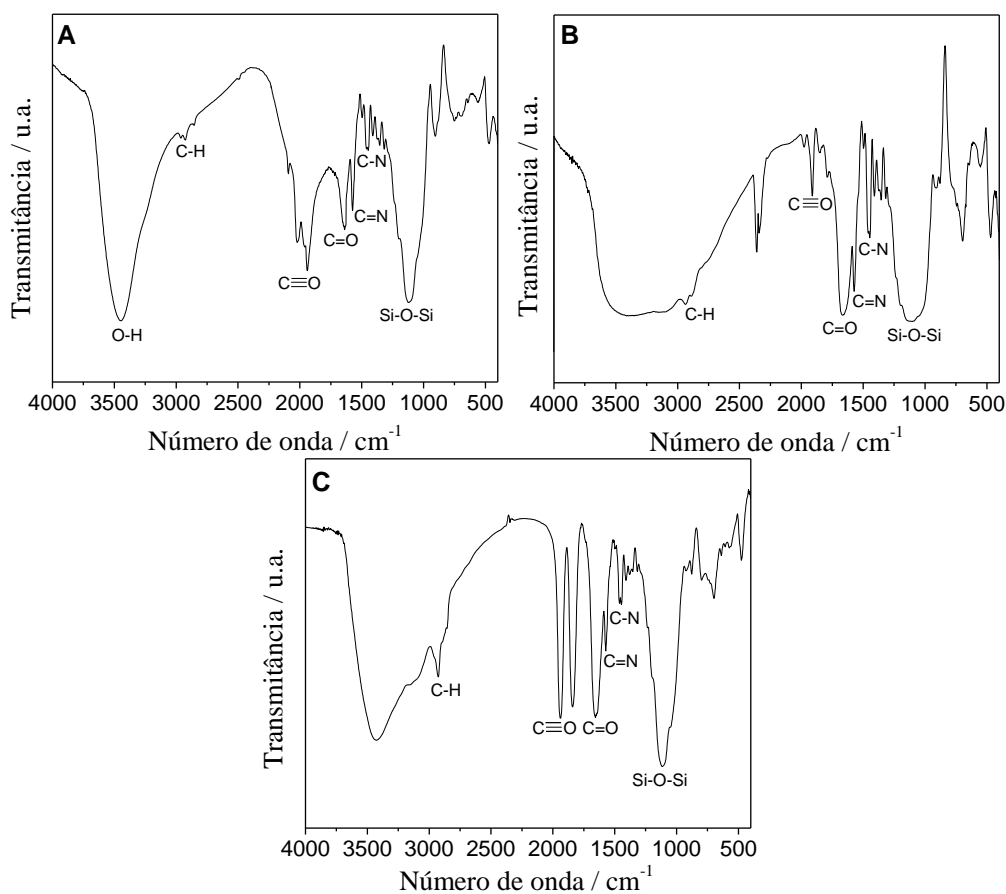 A
Transmitância / u.a.
O-H
C-H
C≡O
C=O
C=N
C-N
Si-O-Si
4000 3500 3000 2500 2000 1500 1000 500
Número de onda / cm-1
B
Transmitância / u.a.
C-H
C≡O
C=O
C=N
C-N
Si-O-Si
4000 3500 3000 2500 2000 1500 1000 500
Número de onda / cm-1
C
Transmitância / u.a.
C-H
C≡O
C=O
C=N
C-N
Si-O-Si
4000 3500 3000 2500 2000 1500 1000 500
Número de onda / cm-1